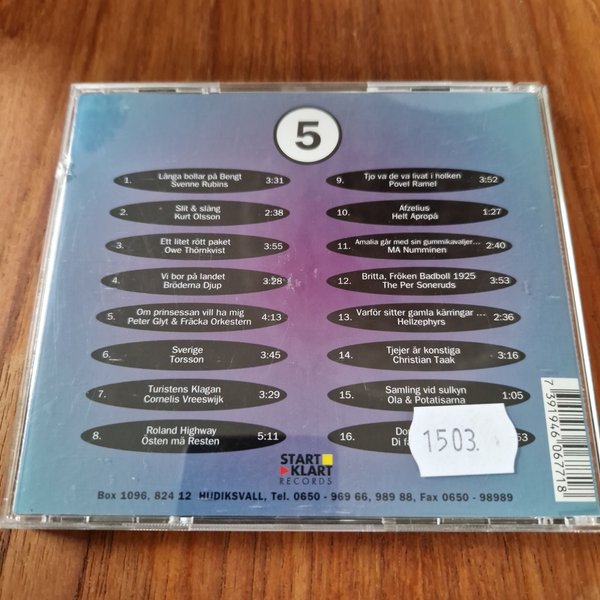 5
1. Långa bollar på Bengt 3:31
Svenne Rubins
2. Slit & släng 2:38
Kurt Olsson
3. Ett litet rött paket 3:55
Owe Thörnkvist
4. Vi bor på landet 3:28
Bröderna Djup
5. Om prinsessan vill ha mig 4:13
Peter Glyt & Fräcka Orkestern
6. Sverige 3:45
Torsson
7. Turistens Klagan 3:29
Cornelis Vreeswijk
8. Roland Highway 5:11
Östen mä Resten
9. Tjo va de va livat i holken 3:52
Povel Ramel
10. Afzelius 1:27
Helt Apropå
11. Amalia går med sin gummikavaljer... 2:40
MA Numminen
12. Britta, Fröken Badboll 1925 3:53
The Per Soneruds
13. Varför sitter gamla kärringar ... 2:36
Hellzephyrs
14. Tjejer är konstiga 3:16
Christian Taak
15. Samling vid sulkyn 1:05
Ola & Potatisarna
16.
Di
1503.
START
KLART
RECORDS
Box 1096, 824 12 HUDIKSVALL, Tel. 0650 - 969 66, 989 88, Fax 0650 - 98989
7391946067718